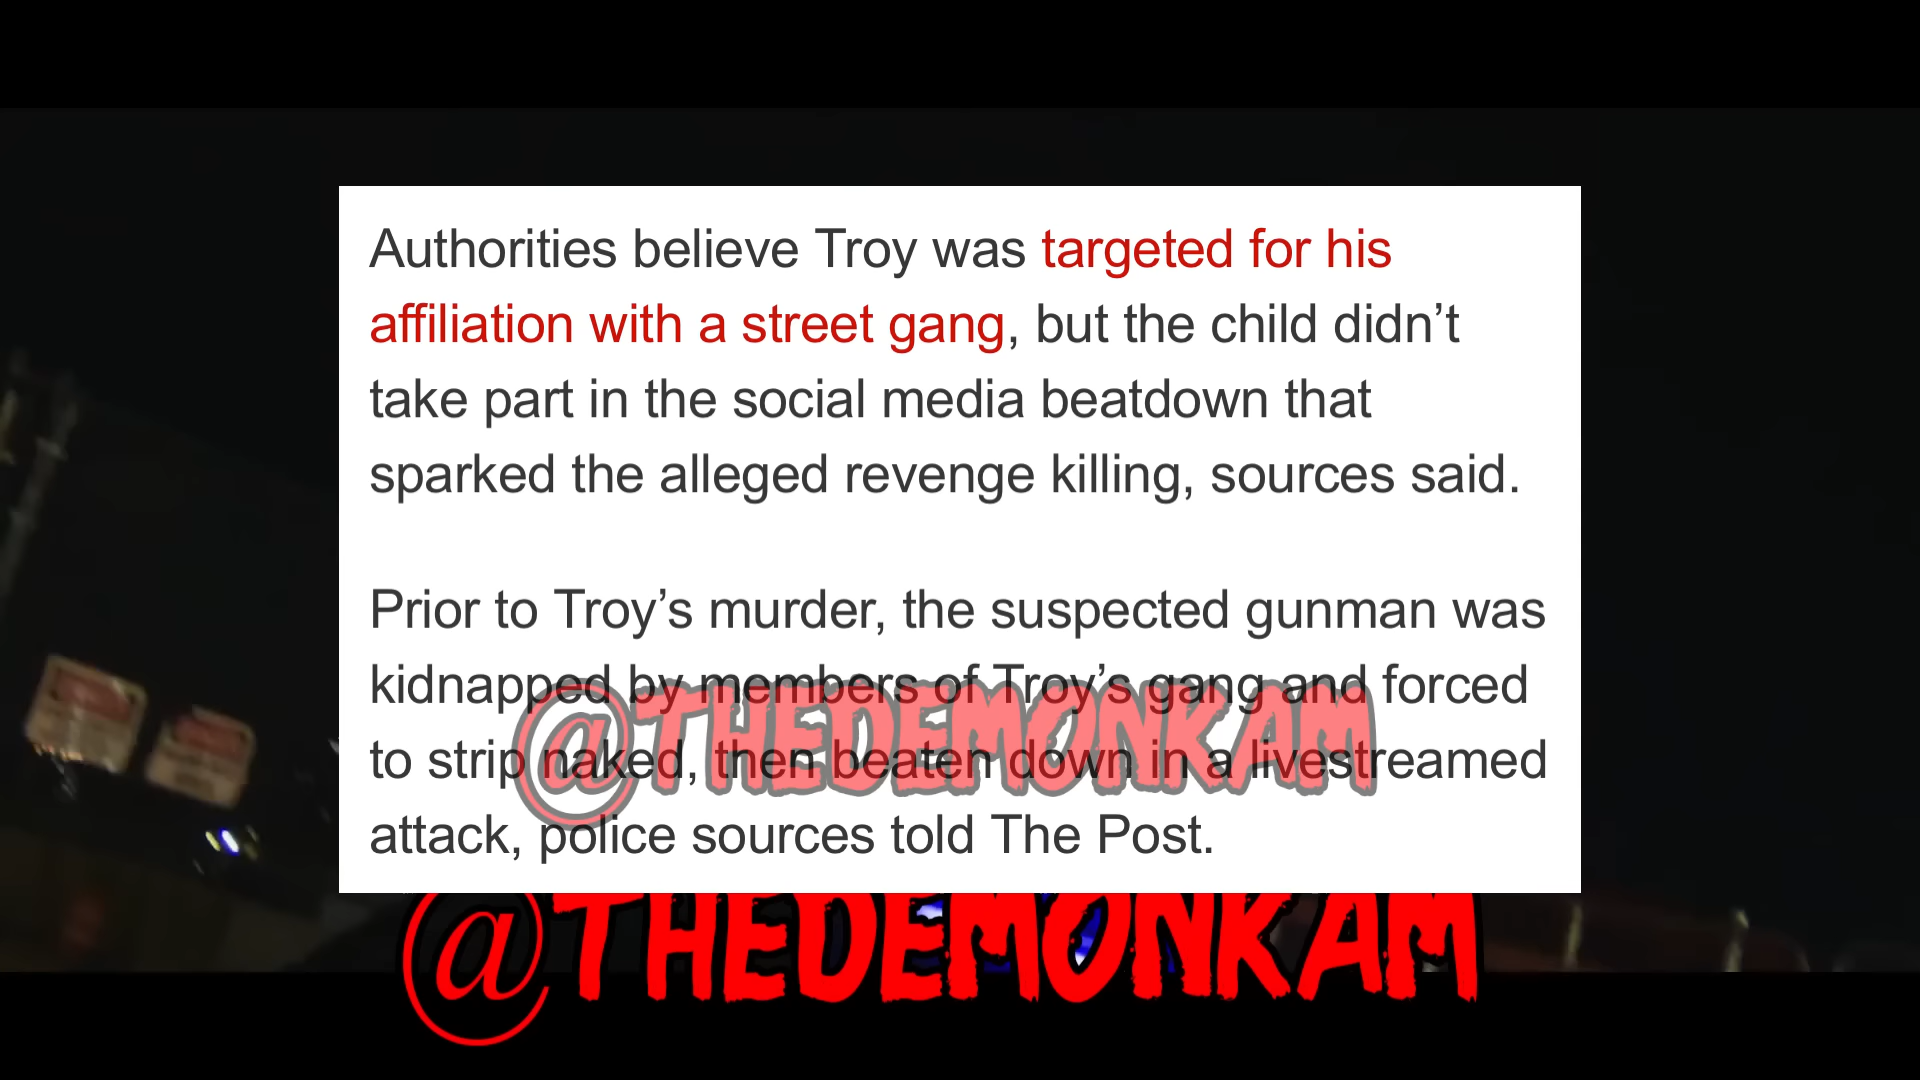 Authorities believe Troy was targeted for his
affiliation with a street gang, but the child didn’t
take part in the social media beatdown that
sparked the alleged revenge killing, sources said.
Prior to Troy’s murder, the suspected gunman was
kidnapped by members of Troy’s gang and forced
to strip naked, then beaten down in a livestreamed
attack, police sources told The Post.
@THEDEMONKAM
@THEDEMONKAM